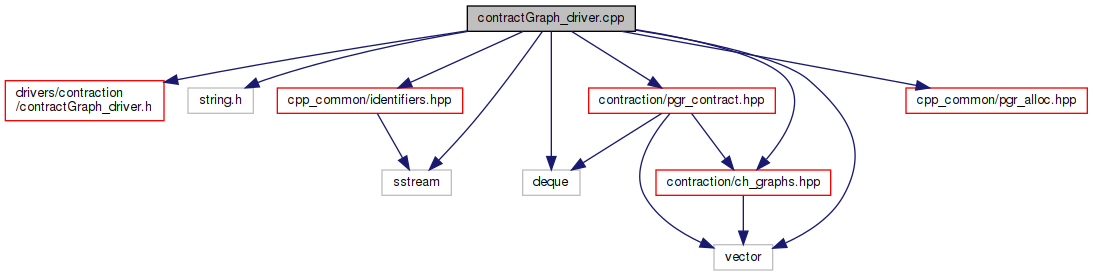 contractGraph_driver.cpp
drivers/contraction
/contractGraph_driver.h
string.h
cpp_common/identifiers.hpp
contraction/pgr_contract.hpp
cpp_common/pgr_alloc.hpp
sstream
deque
contraction/ch_graphs.hpp
vector